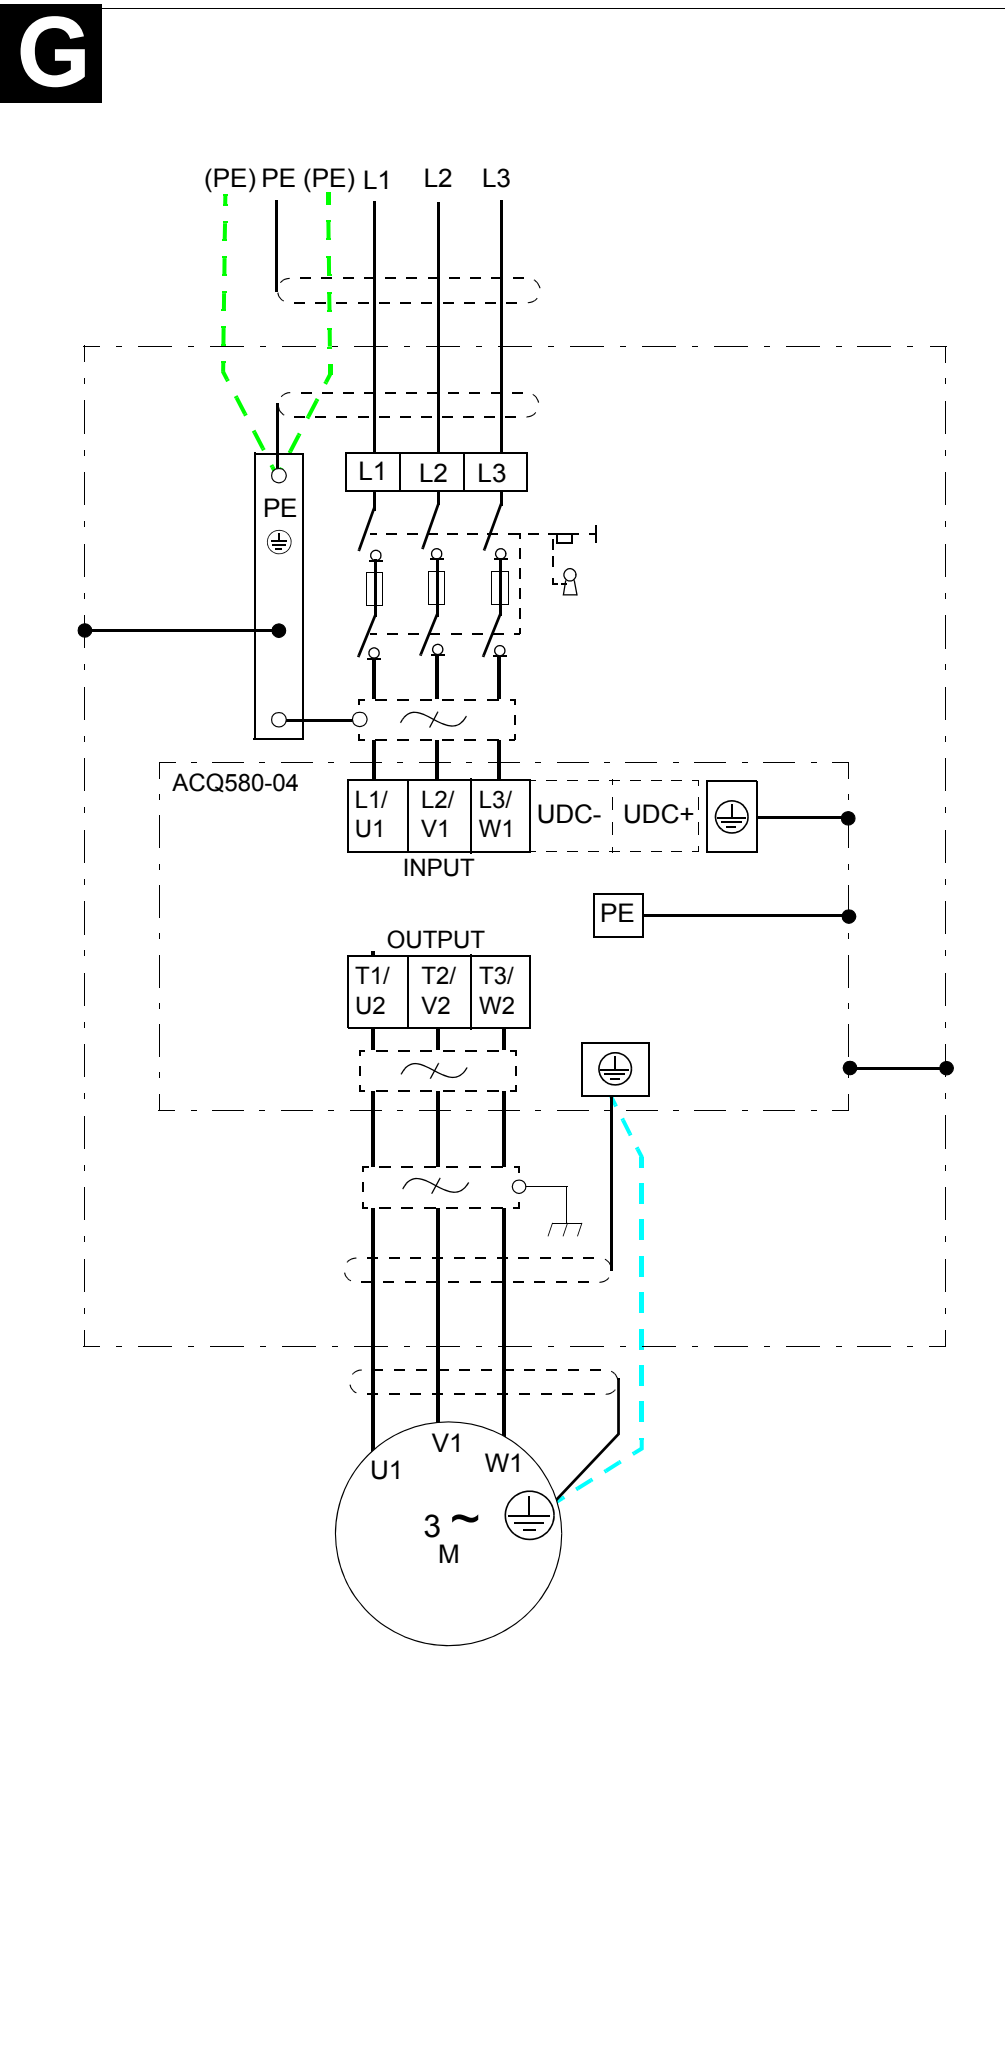 G
(PE) PE (PE) L1 L2 L3
L1 L2 L3
PE
ACQ580-04
L1/ L2/ L3/
U1 V1 W1
UDC- UDC+
INPUT
PE
OUTPUT
T1/ T2/ T3/
U2 V2 W2
V1
U1 W1
3 ~
M